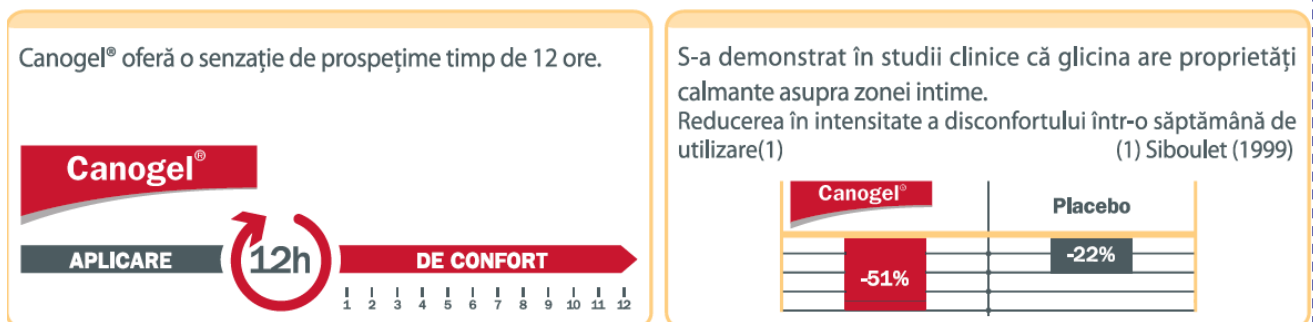 Canogel® oferă o senzație de prospețime timp de 12 ore.
Canogel®
APLICARE
12h
DE CONFORT
1 2 3 4 5 6 7 8 9 10 11 12
S-a demonstrat în studii clinice că glicina are proprietăți
calmante asupra zonei intime.
Reducerea în intensitate a disconfortului într-o săptămână de
utilizare(1) (1) Siboulet (1999)
Canogel®
Placebo
-51%
-22%